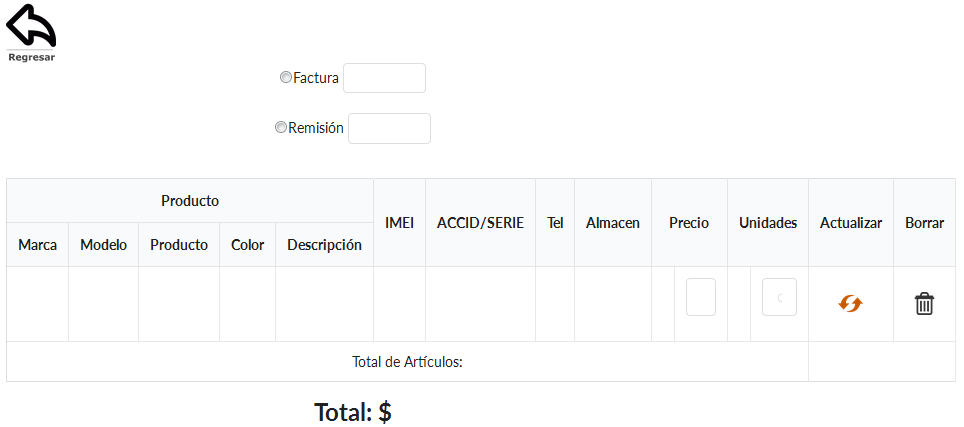 Regresar
Factura
Remisión
Producto IMEI ACCID/SERIE Tel Almacen Precio Unidades Actualizar Borrar
Marca Modelo Producto Color Descripción
Total de Artículos:
Total: $